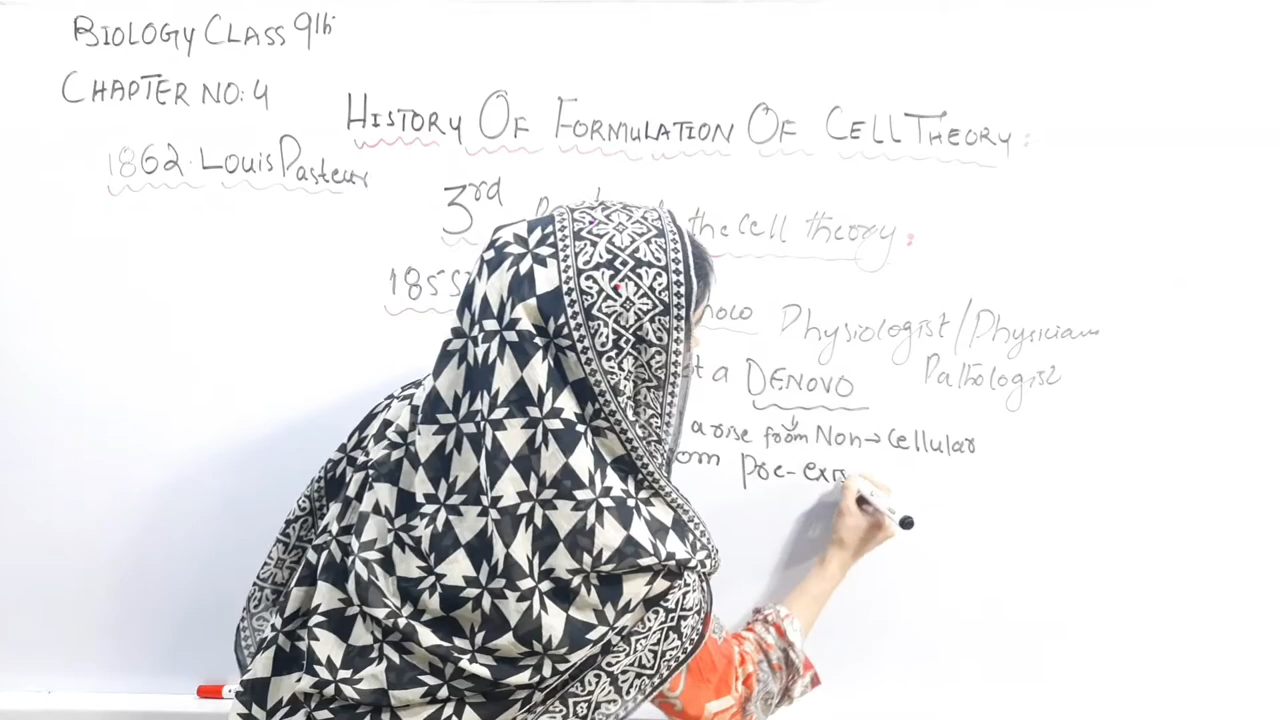 BIOLOGY CLASS 9th
CHAPTER NO: 4
HISTORY OF FORMULATION OF CELL THEORY:
1862. Louis Pasteur
3rd the Cell theory.
1855
Physiologist/Physician
a DENOVO Pathologist
arise from Non→Cellular
Pre-exis